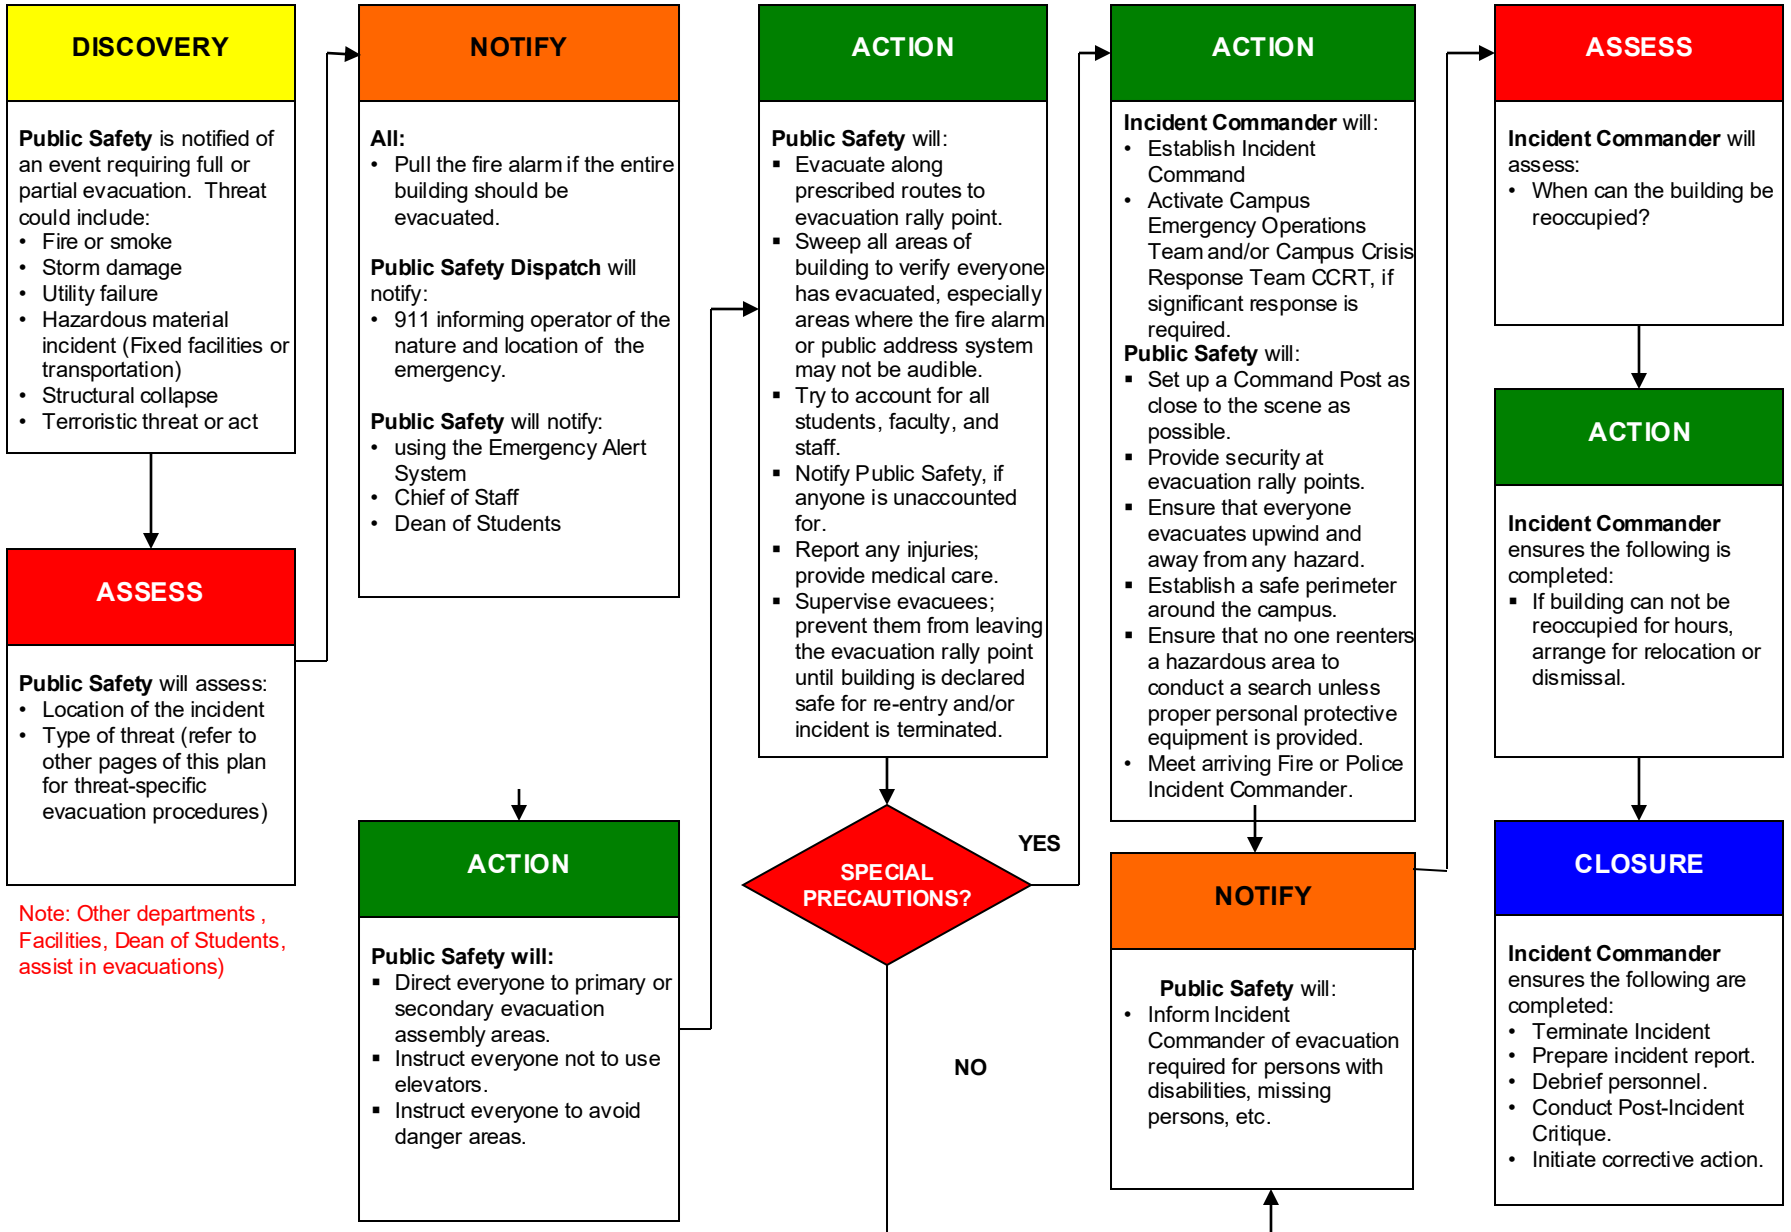 DISCOVERY
Public Safety is notified of
an event requiring full or
partial evacuation.  Threat
could include:
• Fire or smoke
• Storm damage
• Utility failure
• Hazardous material
incident (Fixed facilities or
transportation)
• Structural collapse
• Terroristic threat or act
ASSESS
Public Safety will assess:
• Location of the incident
• Type of threat (refer to
other pages of this plan
for threat-specific
evacuation procedures)
Note: Other departments ,
Facilities, Dean of Students,
assist in evacuations)
NOTIFY
All:
• Pull the fire alarm if the entire
building should be
evacuated.
Public Safety Dispatch will
notify:
• 911 informing operator of the
nature and location of  the
emergency.
Public Safety will notify:
• using the Emergency Alert
System
• Chief of Staff
• Dean of Students
ACTION
Public Safety will:
▪ Direct everyone to primary or
secondary evacuation
assembly areas.
▪ Instruct everyone not to use
elevators.
▪ Instruct everyone to avoid
danger areas.
ACTION
Public Safety will:
▪ Evacuate along
prescribed routes to
evacuation rally point.
▪ Sweep all areas of
building to verify everyone
has evacuated, especially
areas where the fire alarm
or public address system
may not be audible.
▪ Try to account for all
students, faculty, and
staff.
▪ Notify Public Safety, if
anyone is unaccounted
for.
▪ Report any injuries;
provide medical care.
▪ Supervise evacuees;
prevent them from leaving
the evacuation rally point
until building is declared
safe for re-entry and/or
incident is terminated.
SPECIAL
PRECAUTIONS?
YES
NO
ACTION
Incident Commander will:
• Establish Incident
Command
• Activate Campus
Emergency Operations
Team and/or Campus Crisis
Response Team CCRT, if
significant response is
required.
Public Safety will:
▪ Set up a Command Post as
close to the scene as
possible.
▪ Provide security at
evacuation rally points.
▪ Ensure that everyone
evacuates upwind and
away from any hazard.
▪ Establish a safe perimeter
around the campus.
▪ Ensure that no one reenters
a hazardous area to
conduct a search unless
proper personal protective
equipment is provided.
• Meet arriving Fire or Police
Incident Commander.
NOTIFY
Public Safety will:
• Inform Incident
Commander of evacuation
required for persons with
disabilities, missing
persons, etc.
ASSESS
Incident Commander will
assess:
• When can the building be
reoccupied?
ACTION
Incident Commander
ensures the following is
completed:
▪ If building can not be
reoccupied for hours,
arrange for relocation or
dismissal.
CLOSURE
Incident Commander
ensures the following are
completed:
• Terminate Incident
• Prepare incident report.
• Debrief personnel.
• Conduct Post-Incident
Critique.
• Initiate corrective action.